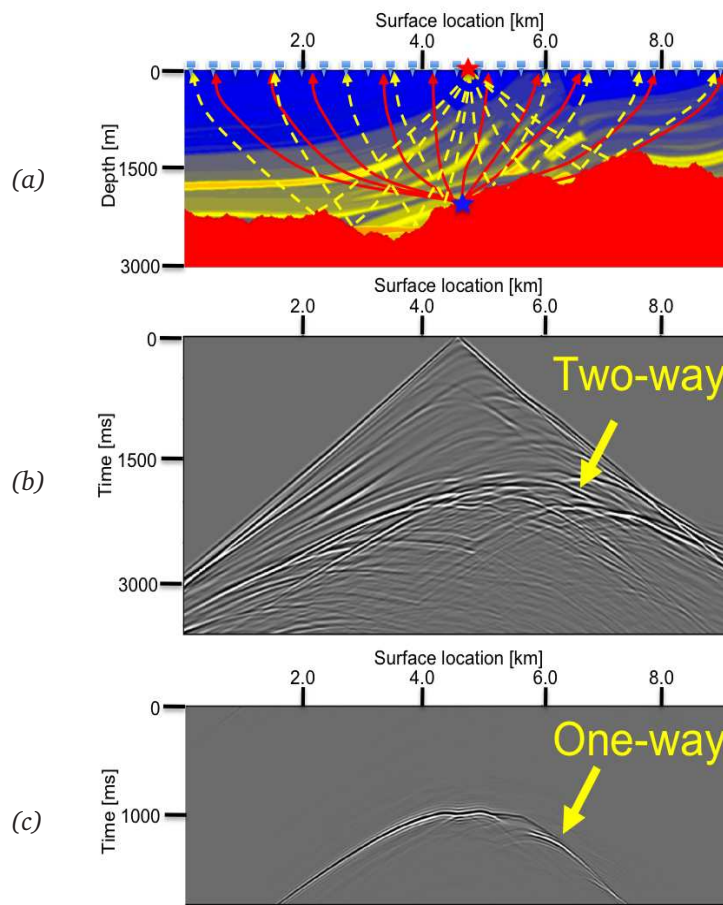 Surface location [km]
2.0 4.0 6.0 8.0
0
(a)
Depth [m]
1500
3000
Surface location [km]
2.0 4.0 6.0 8.0
0
Two-way
(b)
Time [ms]
1500
3000
Surface location [km]
2.0 4.0 6.0 8.0
0
One-way
(c)
Time [ms]
1000